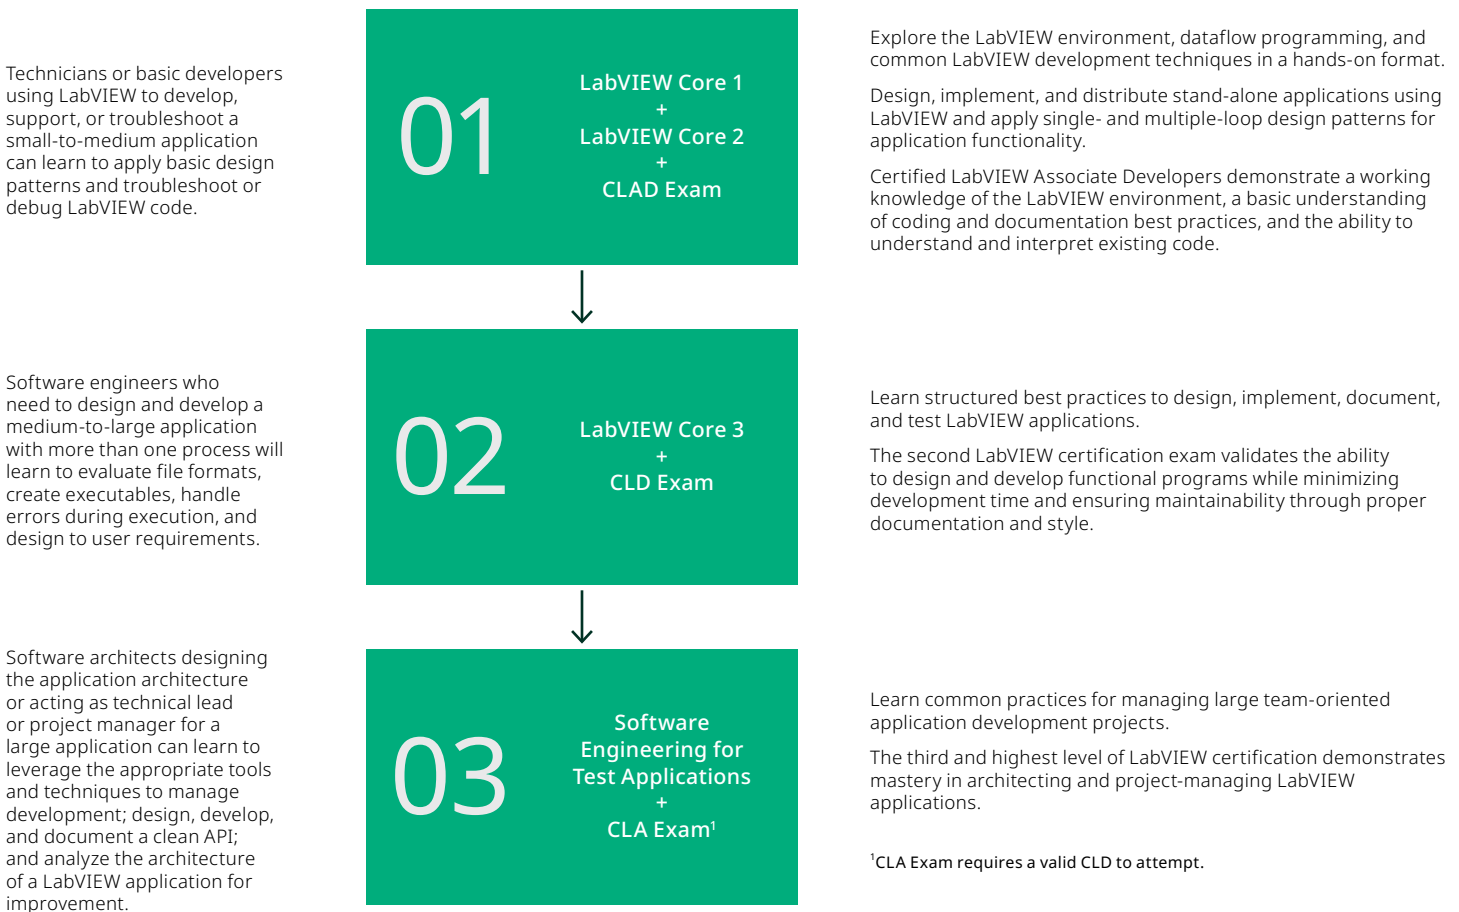 Technicians or basic developers
using LabVIEW to develop,
support, or troubleshoot a
small-to-medium application
can learn to apply basic design
patterns and troubleshoot or
debug LabVIEW code.
01
LabVIEW Core 1
+
LabVIEW Core 2
+
CLAD Exam
Explore the LabVIEW environment, dataflow programming, and
common LabVIEW development techniques in a hands-on format.
Design, implement, and distribute stand-alone applications using
LabVIEW and apply single- and multiple-loop design patterns for
application functionality.
Certified LabVIEW Associate Developers demonstrate a working
knowledge of the LabVIEW environment, a basic understanding
of coding and documentation best practices, and the ability to
understand and interpret existing code.
Software engineers who
need to design and develop a
medium-to-large application
with more than one process will
learn to evaluate file formats,
create executables, handle
errors during execution, and
design to user requirements.
02
LabVIEW Core 3
+
CLD Exam
Learn structured best practices to design, implement, document,
and test LabVIEW applications.
The second LabVIEW certification exam validates the ability
to design and develop functional programs while minimizing
development time and ensuring maintainability through proper
documentation and style.
Software architects designing
the application architecture
or acting as technical lead
or project manager for a
large application can learn to
leverage the appropriate tools
and techniques to manage
development; design, develop,
and document a clean API;
and analyze the architecture
of a LabVIEW application for
improvement.
03
Software
Engineering for
Test Applications
+
CLA Exam¹
Learn common practices for managing large team-oriented
application development projects.
The third and highest level of LabVIEW certification demonstrates
mastery in architecting and project-managing LabVIEW
applications.
¹CLA Exam requires a valid CLD to attempt.